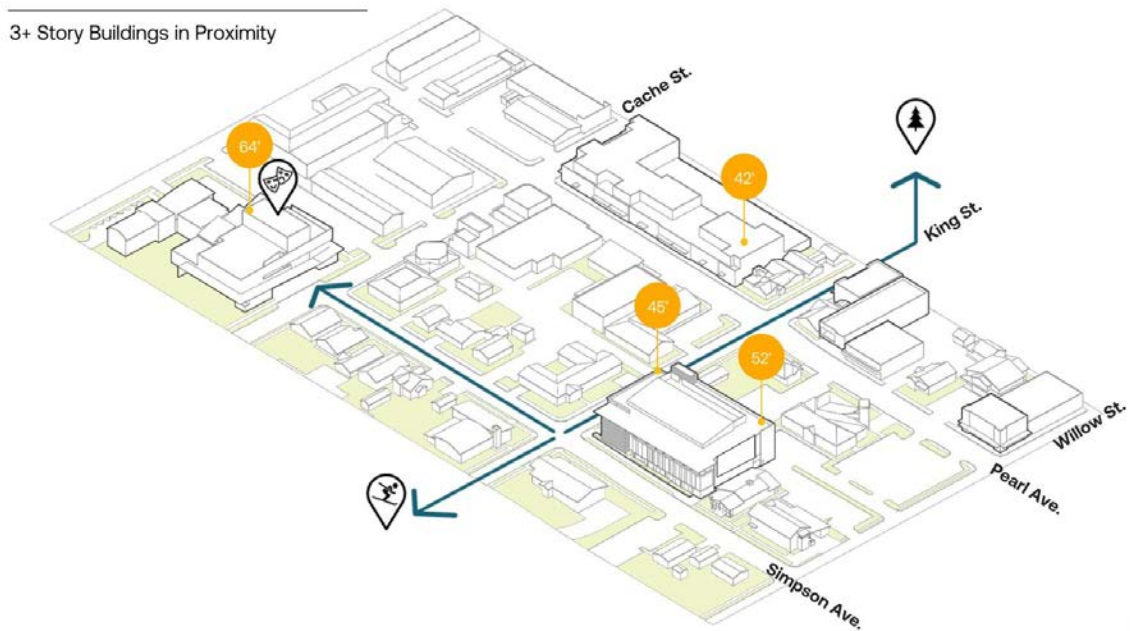 3+ Story Buildings in Proximity
Cache St.
64'
42'
King St.
45'
52'
Willow St.
Pearl Ave.
Simpson Ave.